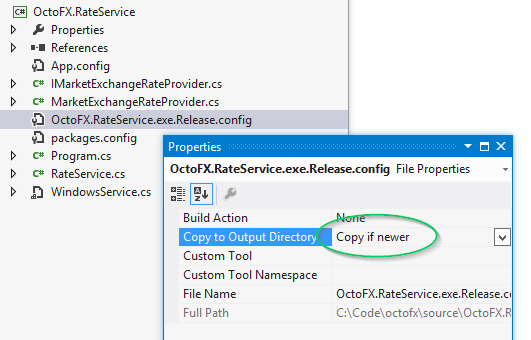 OctoFX.RateService
Properties
References
App.config
IMarketExchangeRateProvider.cs
MarketExchangeRateProvider.cs
OctoFX.RateService.exe.Release.config
packages.config
Program.cs
RateService.cs
WindowsService.cs
Properties
OctoFX.RateService.exe.Release.config File Properties
Build Action None
Copy to Output Directory Copy if newer
Custom Tool
Custom Tool Namespace
File Name OctoFX.RateService.exe.Release.co
Full Path C:\Code\octofx\source\OctoFX.R